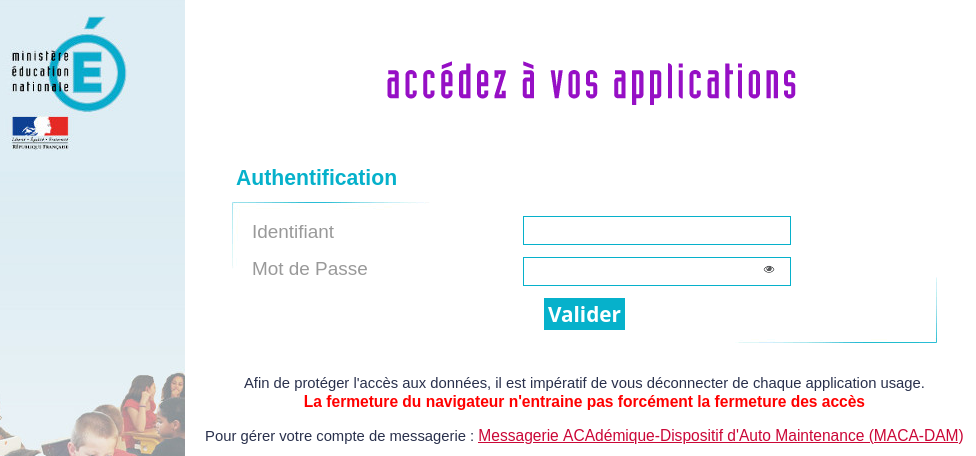 ministère
éducation
nationale
É
Liberté • Égalité • Fraternité
RÉPUBLIQUE FRANÇAISE
accédez à vos applications
Authentification
Identifiant
Mot de Passe
Valider
Afin de protéger l'accès aux données, il est impératif de vous déconnecter de chaque application usage.
La fermeture du navigateur n'entraine pas forcément la fermeture des accès
Pour gérer votre compte de messagerie : Messagerie ACAdémique-Dispositif d'Auto Maintenance (MACA-DAM)